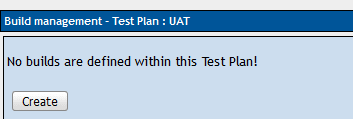 Build management - Test Plan : UAT
No builds are defined within this Test Plan!
Create